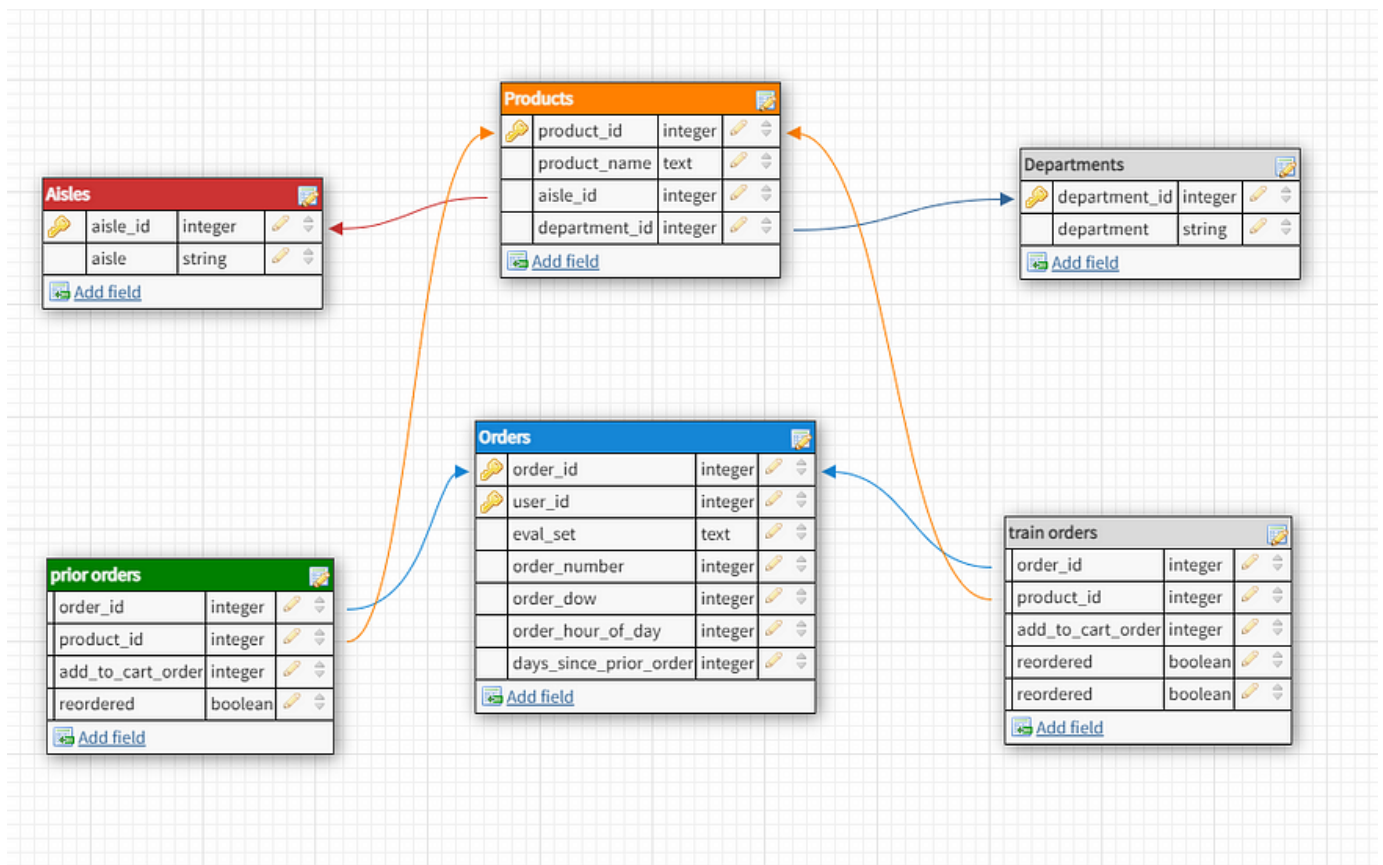 Products
product_id integer
product_name text
aisle_id integer
department_id integer
Add field
Departments
department_id integer
department string
Add field
Aisles
aisle_id integer
aisle string
Add field
Orders
order_id integer
user_id integer
eval_set text
order_number integer
order_dow integer
order_hour_of_day integer
days_since_prior_order integer
Add field
prior orders
order_id integer
product_id integer
add_to_cart_order integer
reordered boolean
Add field
train orders
order_id integer
product_id integer
add_to_cart_order integer
reordered boolean
reordered boolean
Add field